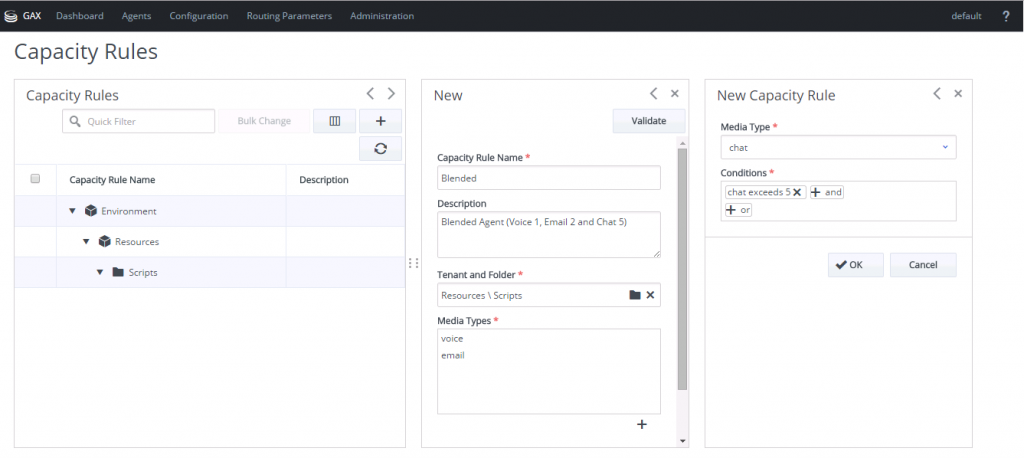 GAX Dashboard Agents Configuration Routing Parameters Administration default ?
Capacity Rules
Capacity Rules
Quick Filter
Bulk Change
Capacity Rule Name Description
Environment
Resources
Scripts
New
Validate
Capacity Rule Name *
Blended
Description
Blended Agent (Voice 1, Email 2 and Chat 5)
Tenant and Folder *
Resources \ Scripts
Media Types *
voice
email
New Capacity Rule
Media Type *
chat
Conditions *
chat exceeds 5 and
or
OK Cancel